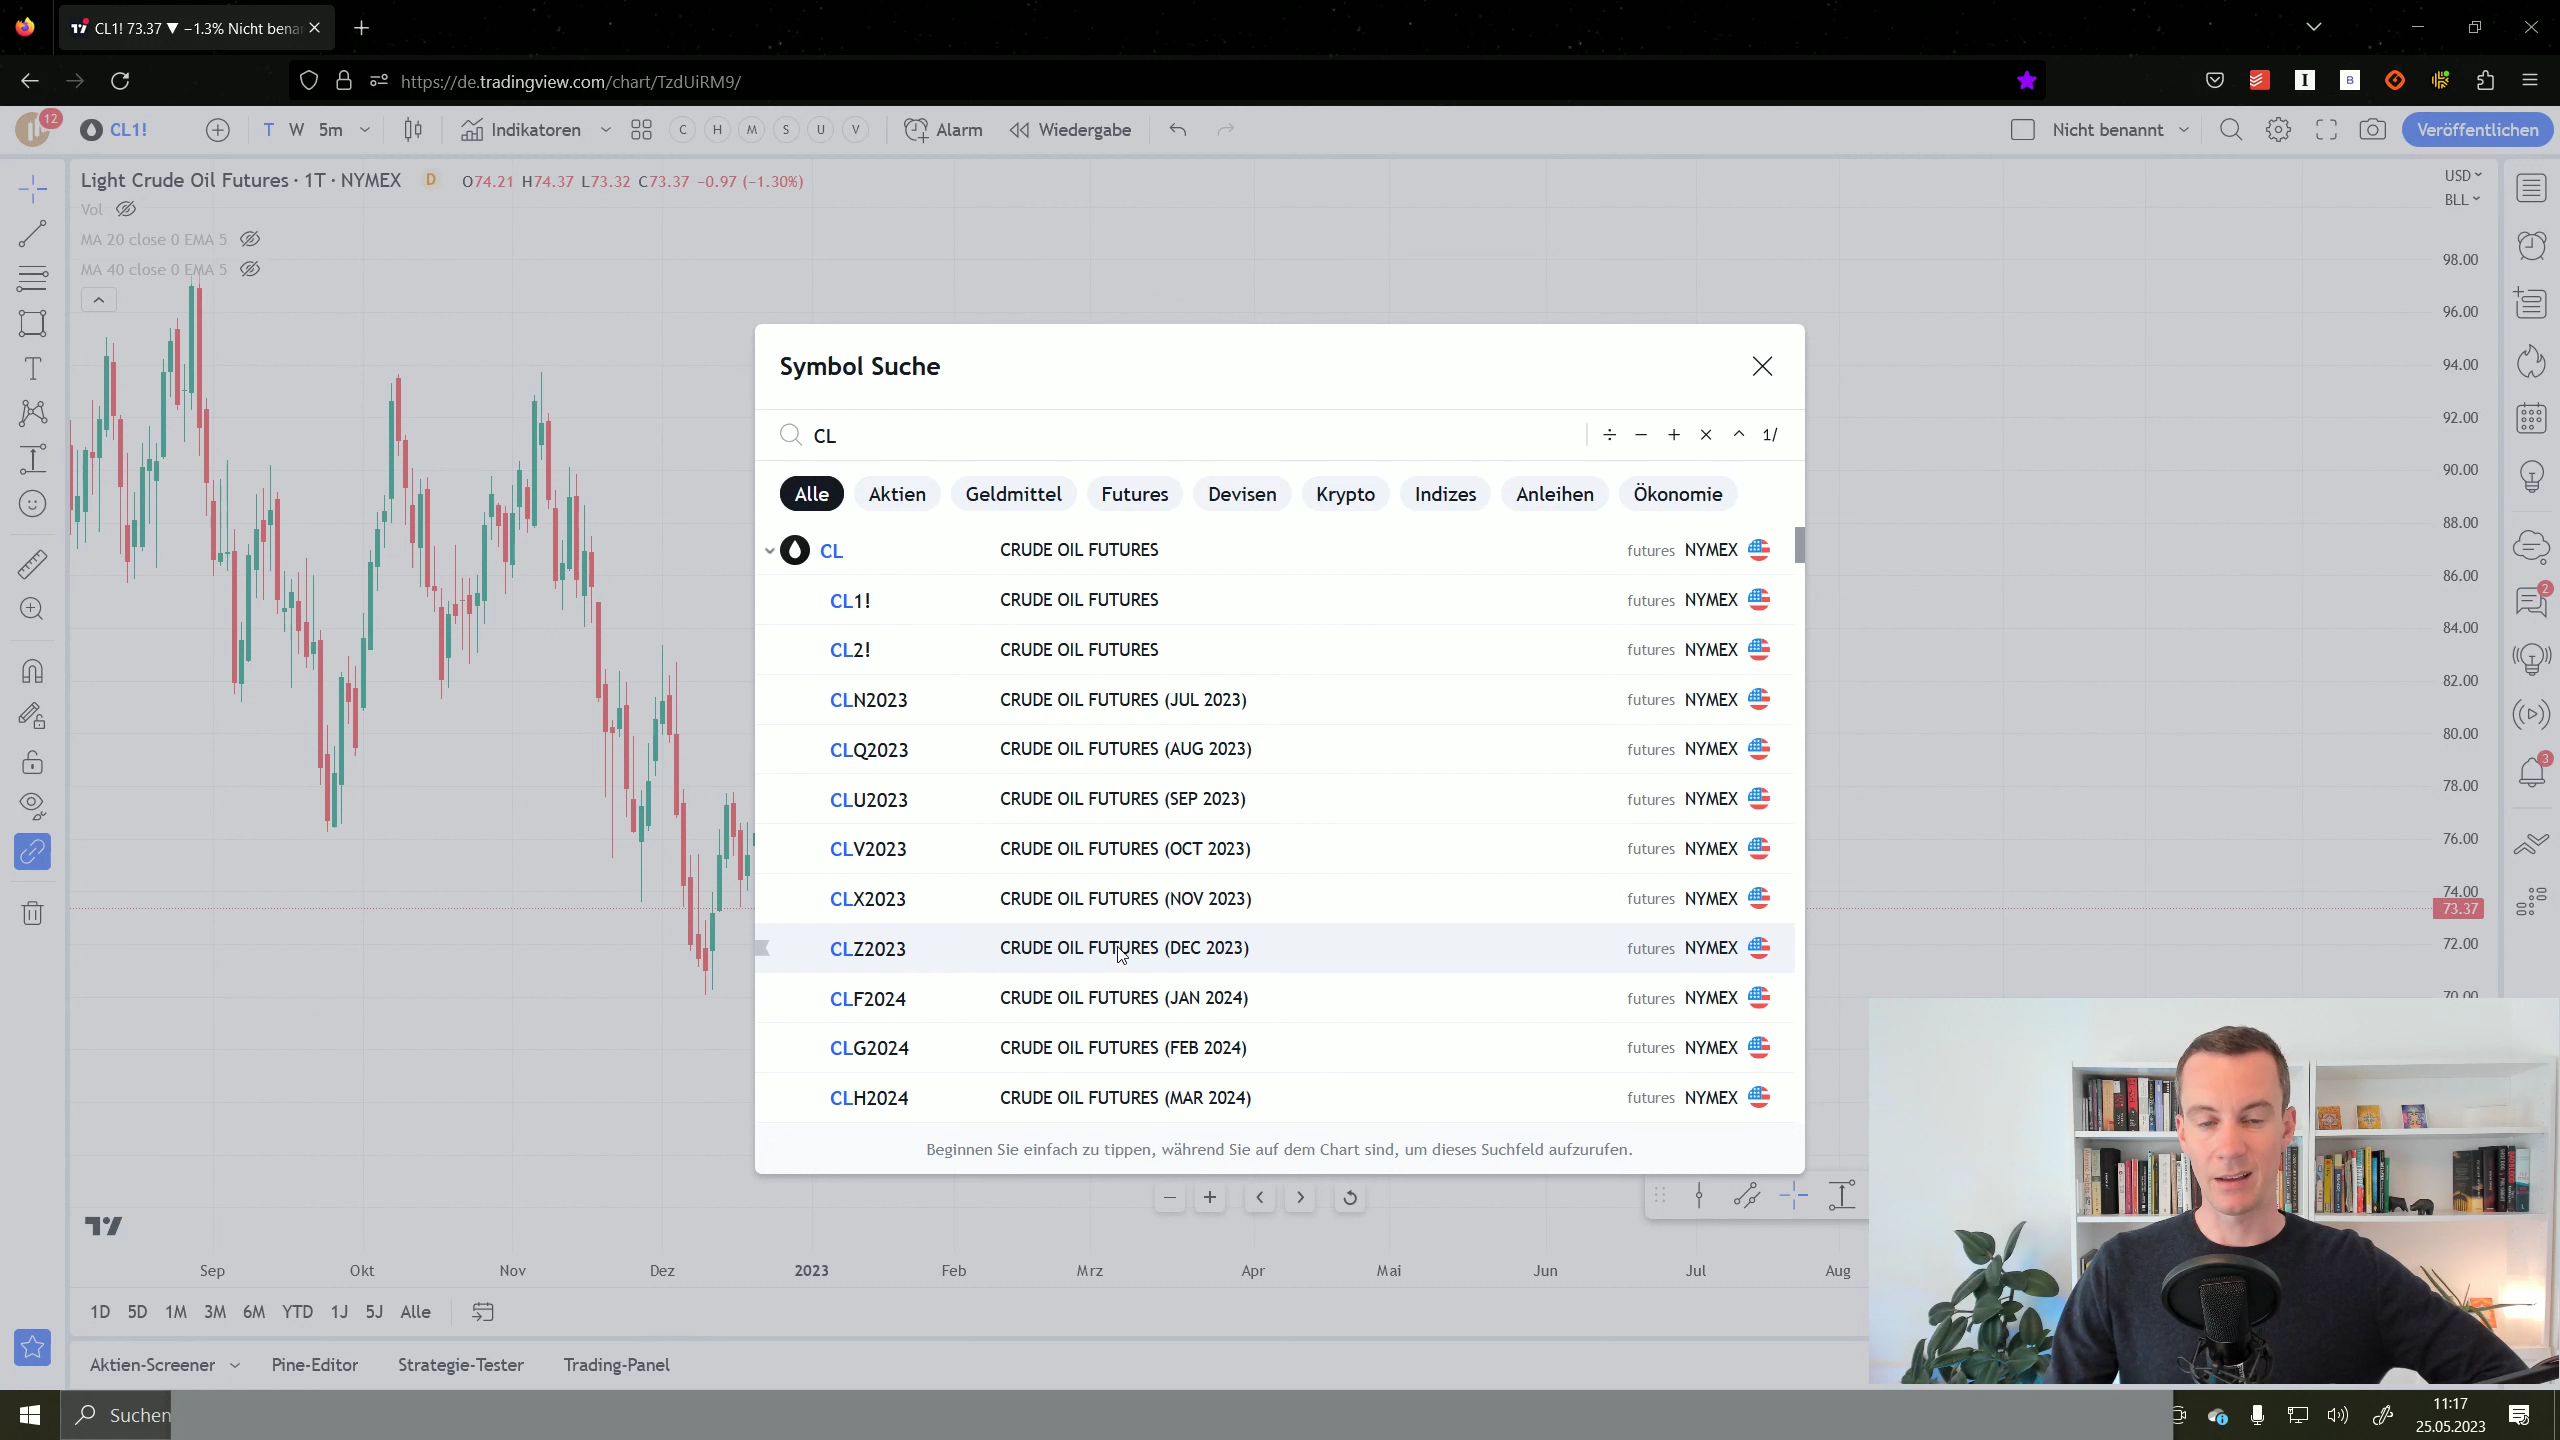 CL1! 73.37 ▼ −1.3% Nicht bena
https://de.tradingview.com/chart/TzdUiRM9/
12
CL1!
T W 5m
Indikatoren
C H M S U V
Alarm
Wiedergabe
Nicht benannt
Veröffentlichen
Light Crude Oil Futures · 1T · NYMEX D O74.21 H74.37 L73.32 C73.37 −0.97 (−1.30%)
Vol
MA 20 close 0 EMA 5
MA 40 close 0 EMA 5
USD
BLL
98.00
96.00
94.00
92.00
90.00
88.00
86.00
84.00
82.00
80.00
78.00
76.00
74.00
73.37
72.00
70.00
2
3
Symbol Suche
CL
÷ − + × ^ 1/
Alle Aktien Geldmittel Futures Devisen Krypto Indizes Anleihen Ökonomie
CL CRUDE OIL FUTURES futures NYMEX
CL1! CRUDE OIL FUTURES futures NYMEX
CL2! CRUDE OIL FUTURES futures NYMEX
CLN2023 CRUDE OIL FUTURES (JUL 2023) futures NYMEX
CLQ2023 CRUDE OIL FUTURES (AUG 2023) futures NYMEX
CLU2023 CRUDE OIL FUTURES (SEP 2023) futures NYMEX
CLV2023 CRUDE OIL FUTURES (OCT 2023) futures NYMEX
CLX2023 CRUDE OIL FUTURES (NOV 2023) futures NYMEX
CLZ2023 CRUDE OIL FUTURES (DEC 2023) futures NYMEX
CLF2024 CRUDE OIL FUTURES (JAN 2024) futures NYMEX
CLG2024 CRUDE OIL FUTURES (FEB 2024) futures NYMEX
CLH2024 CRUDE OIL FUTURES (MAR 2024) futures NYMEX
Beginnen Sie einfach zu tippen, während Sie auf dem Chart sind, um dieses Suchfeld aufzurufen.
Sep Okt Nov Dez 2023 Feb Mrz Apr Mai Jun Jul Aug
1D 5D 1M 3M 6M YTD 1J 5J Alle
Aktien-Screener Pine-Editor Strategie-Tester Trading-Panel
Suchen
11:17
25.05.2023